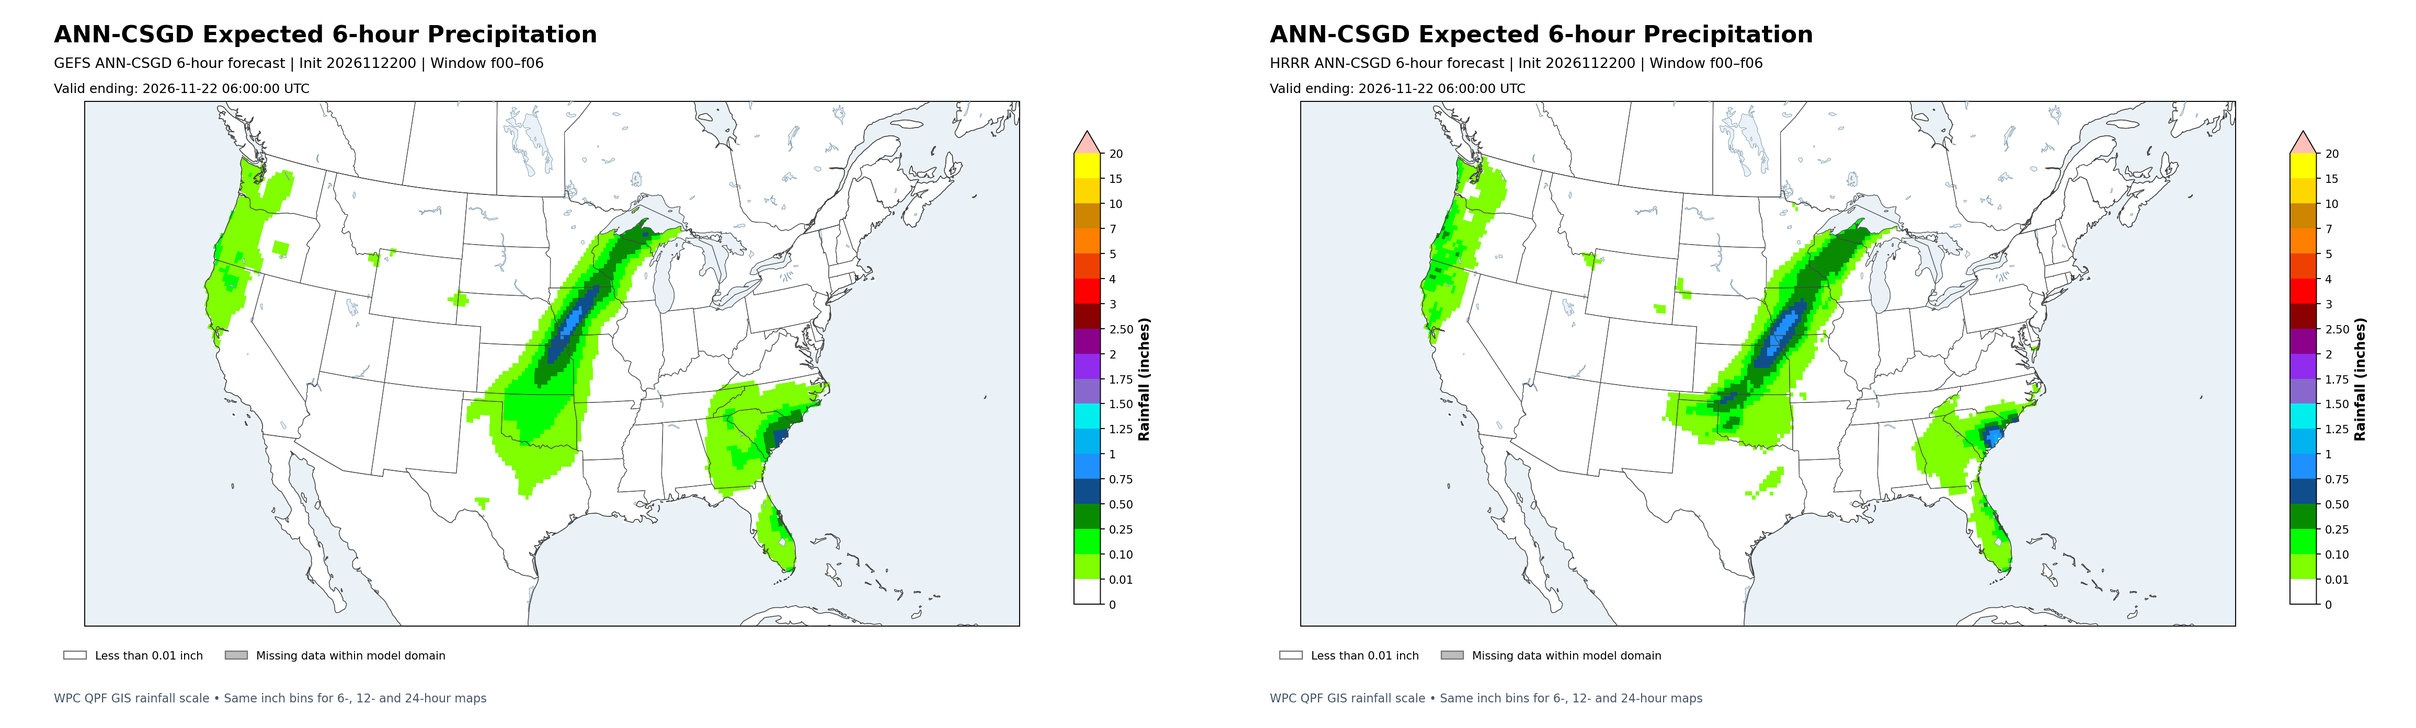 ANN-CSGD Expected 6-hour Precipitation
GEFS ANN-CSGD 6-hour forecast | Init 2026112200 | Window f00–f06
Valid ending: 2026-11-22 06:00:00 UTC
20
15
10
7
5
4
3
2.50
2
1.75
1.50
1.25
1
0.75
0.50
0.25
0.10
0.01
0
Rainfall (inches)
Less than 0.01 inch
Missing data within model domain
WPC QPF GIS rainfall scale • Same inch bins for 6-, 12- and 24-hour maps
ANN-CSGD Expected 6-hour Precipitation
HRRR ANN-CSGD 6-hour forecast | Init 2026112200 | Window f00–f06
Valid ending: 2026-11-22 06:00:00 UTC
20
15
10
7
5
4
3
2.50
2
1.75
1.50
1.25
1
0.75
0.50
0.25
0.10
0.01
0
Rainfall (inches)
Less than 0.01 inch
Missing data within model domain
WPC QPF GIS rainfall scale • Same inch bins for 6-, 12- and 24-hour maps